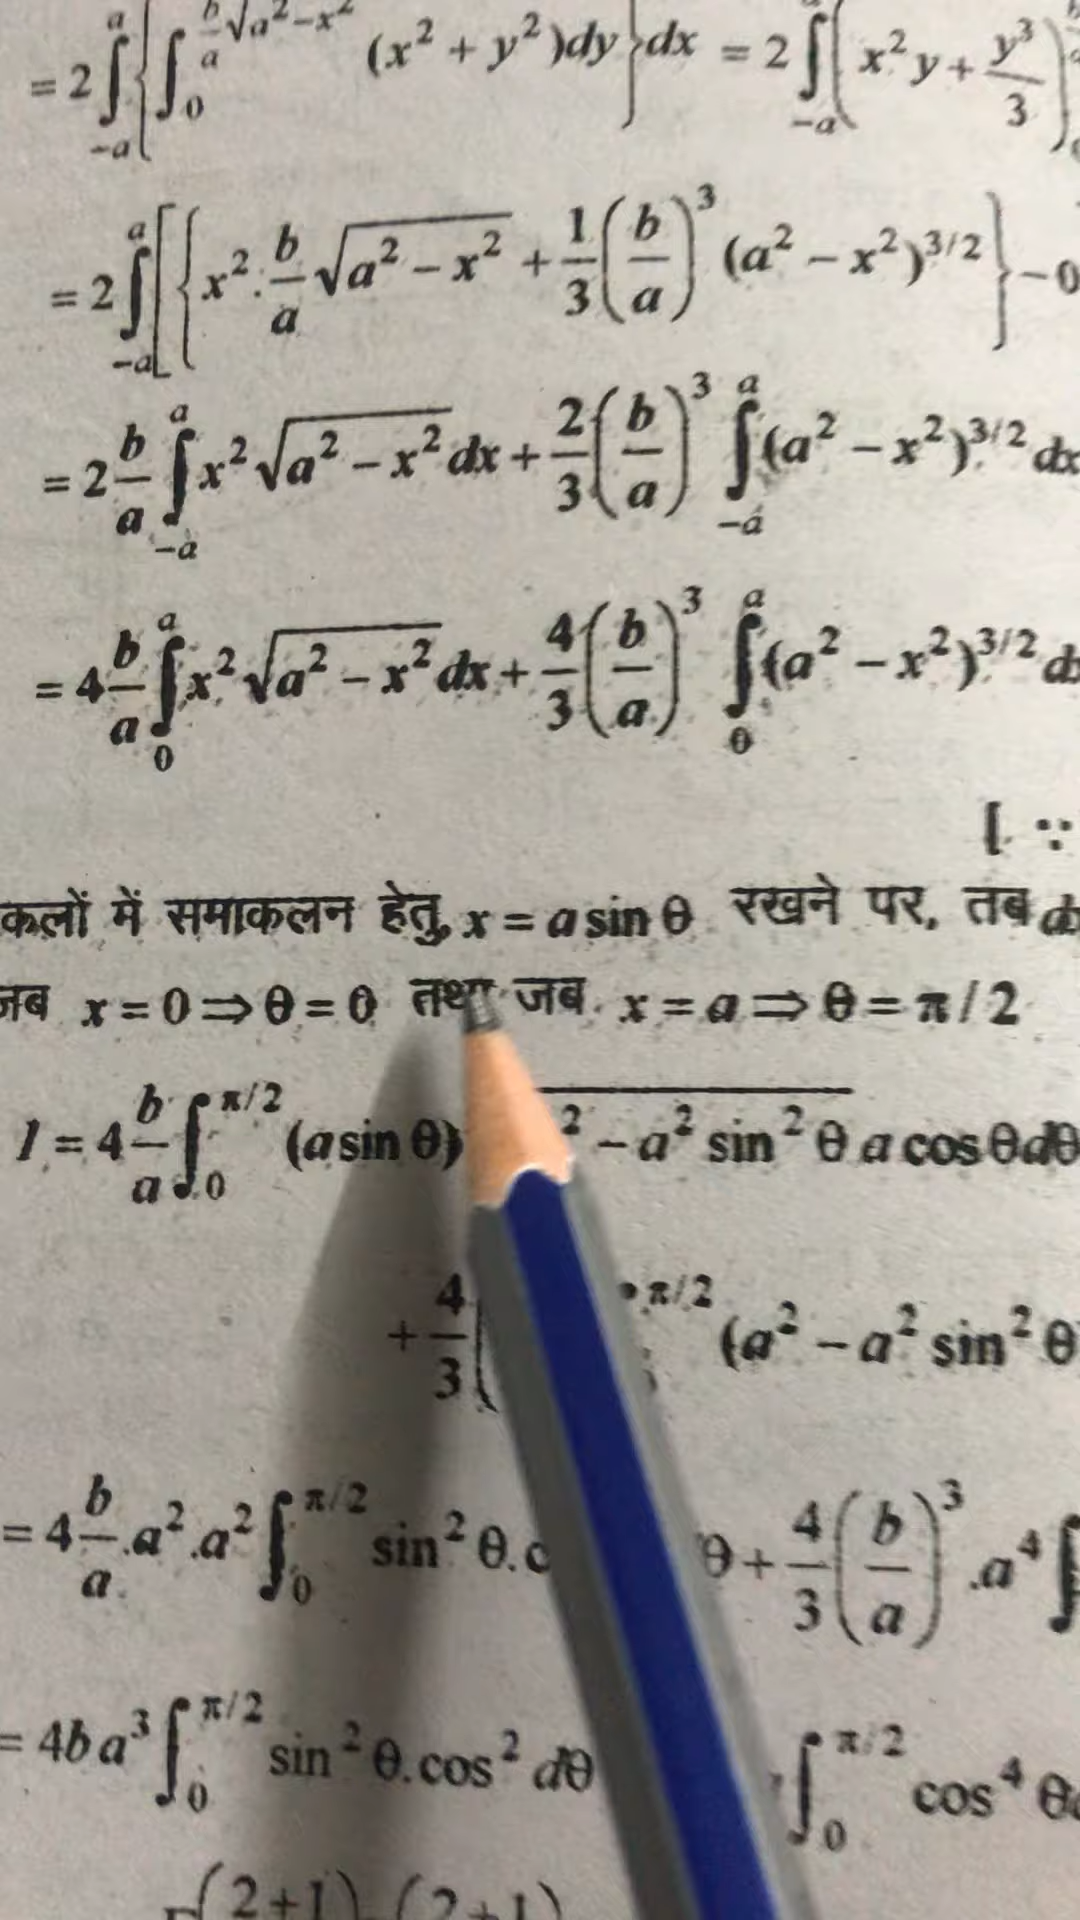 = 2∫_{-a}^{a} { ∫_0^{b/a √a²−x²} (x² + y²)dy } dx = 2∫_{-a}^{a} ( x²y + y³/3 )
= 2∫_{-a}^{a} [ { x². b/a √(a² − x²) + 1/3 (b/a)³ (a² − x²)^{3/2} } − 0
= 2 b/a ∫_{-a}^{a} x² √(a² − x²) dx + 2/3 (b/a)³ ∫_{-a}^{a} (a² − x²)^{3/2} dx
= 4 b/a ∫_0^a x² √(a² − x²) dx + 4/3 (b/a)³ ∫_0^a (a² − x²)^{3/2}
[ ∵
कलों में समाकलन हेतु, x = a sin θ रखने पर, तब
जब x = 0 ⇒ θ = 0 तथा जब x = a ⇒ θ = π/2
I = 4 b/a ∫_0^{π/2} (a sin θ) ² − a² sin² θ a cos θ dθ
+ 4/3 ( π/2 (a² − a² sin² θ
= 4 b/a .a².a² ∫_0^{π/2} sin² θ. θ + 4/3 (b/a)³ .a⁴ ∫
= 4b a³ ∫_0^{π/2} sin² θ.cos² dθ ∫_0^{π/2} cos⁴ θ
(2+1) (2+1)